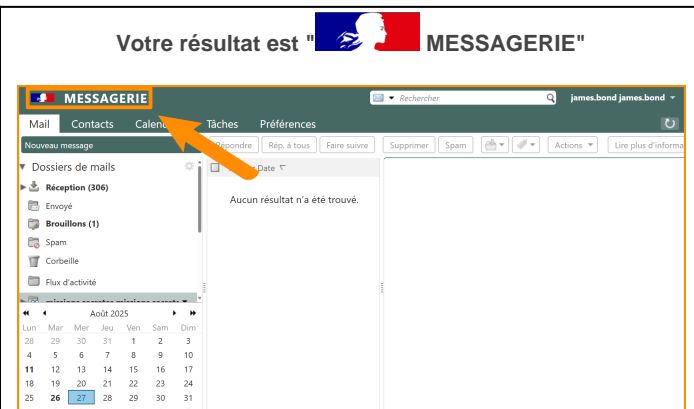 Votre résultat est " MESSAGERIE"
MESSAGERIE
Rechercher
james.bond james.bond
Mail Contacts Tâches Préférences
Nouveau message
Répondre Rép. à tous Faire suivre Supprimer Spam Actions Lire plus d'informa
Dossiers de mails
Date
Réception (306)
Aucun résultat n'a été trouvé.
Envoyé
Brouillons (1)
Spam
Corbeille
Flux d'activité
Août 2025
Lun Mar Mer Jeu Ven Sam Dim
28 29 30 31 1 2 3
4 5 6 7 8 9 10
11 12 13 14 15 16 17
18 19 20 21 22 23 24
25 26 27 28 29 30 31